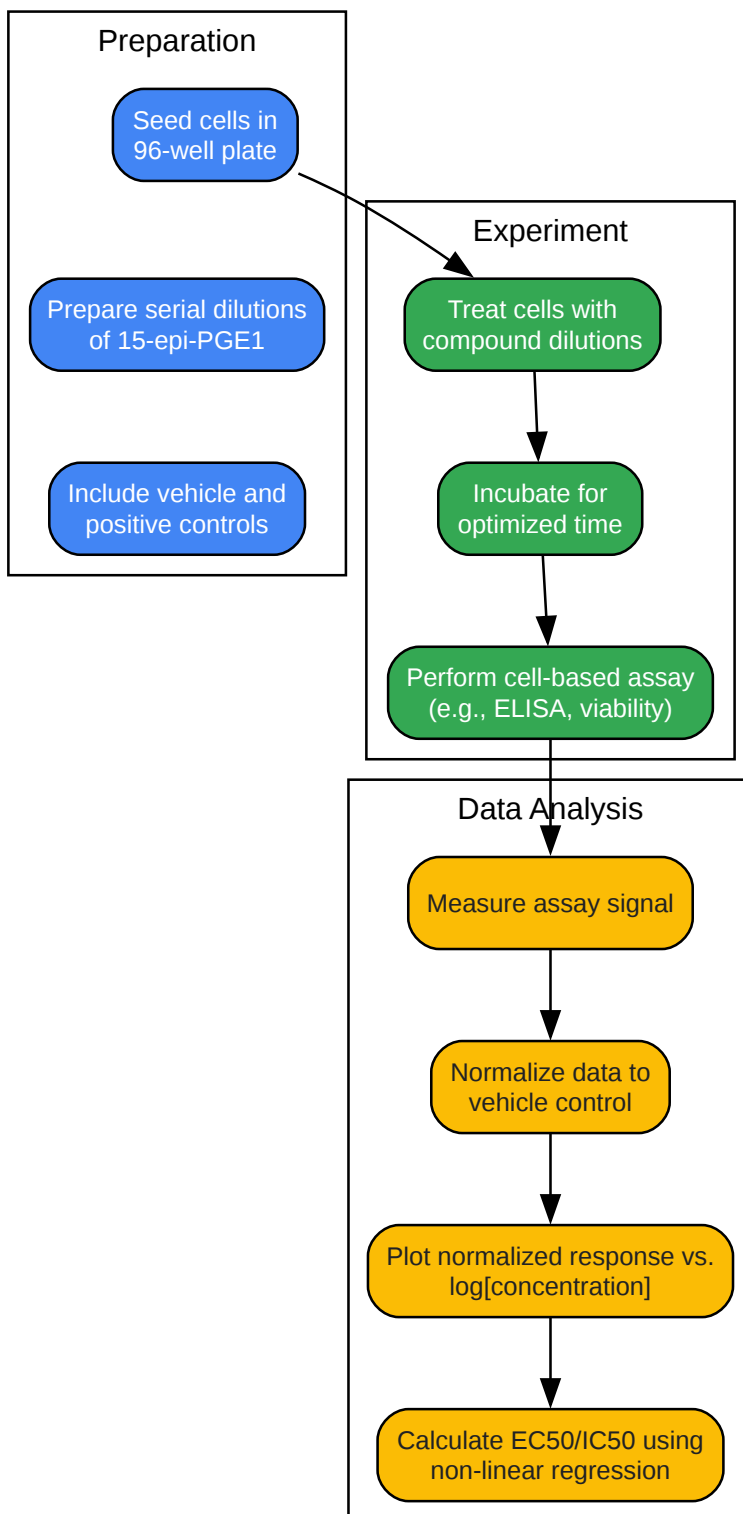 Preparation
Seed cells in
96-well plate
Prepare serial dilutions
of 15-epi-PGE1
Include vehicle and
positive controls
Experiment
Treat cells with
compound dilutions
Incubate for
optimized time
Perform cell-based assay
(e.g., ELISA, viability)
Data Analysis
Measure assay signal
Normalize data to
vehicle control
Plot normalized response vs.
log[concentration]
Calculate EC50/IC50 using
non-linear regression